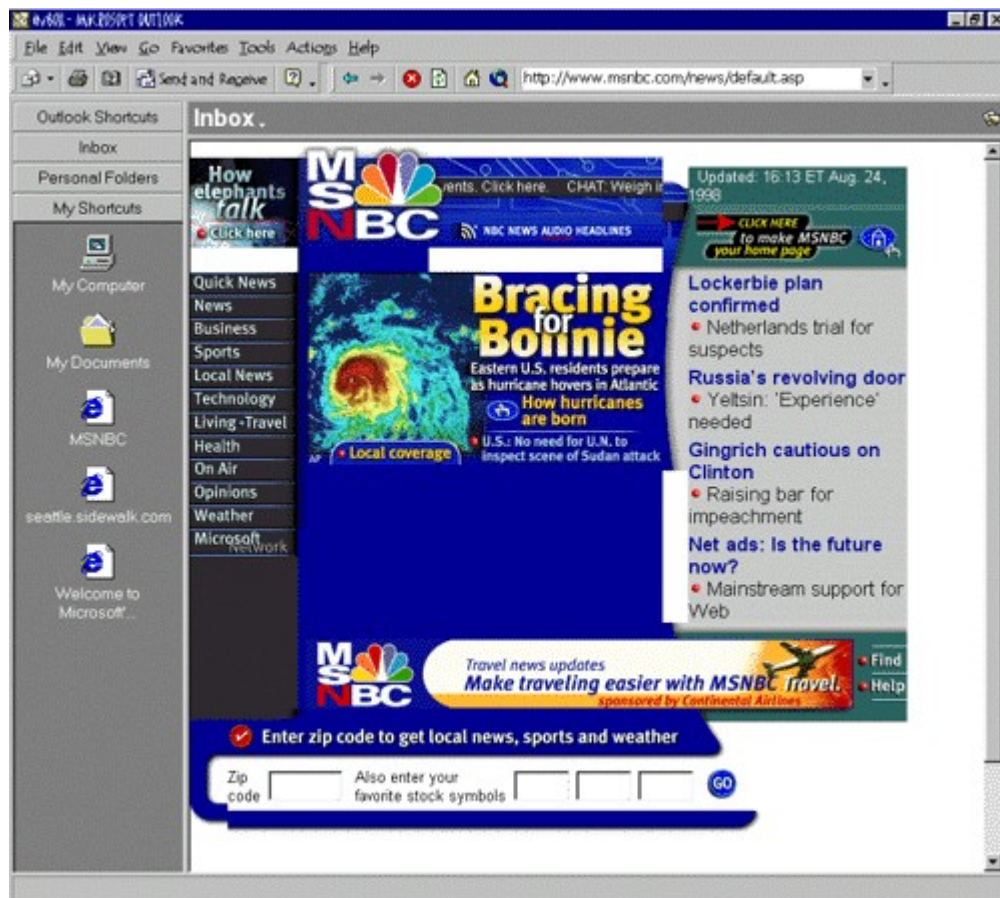 MICROSOFT OUTLOOK
File Edit View Go Favorites Tools Actions Help
Send and Receive http://www.msnbc.com/news/default.asp
Outlook Shortcuts
Inbox
Personal Folders
My Shortcuts
My Computer
My Documents
MSNBC
seattle.sidewalk.com
Welcome to
Microsoft'...
Inbox .
How
elephants
talk
Click here
MSNBC
vents. Click here. CHAT: Weigh in
NBC NEWS AUDIO HEADLINES
Updated: 16:13 ET Aug. 24,
1998
CLICK HERE
to make MSNBC
your home page
Quick News
News
Business
Sports
Local News
Technology
Living + Travel
Health
On Air
Opinions
Weather
Microsoft
Network
Bracing
for
Bonnie
Eastern U.S. residents prepare
as hurricane hovers in Atlantic
How hurricanes
are born
U.S.: No need for U.N. to
inspect scene of Sudan attack
AP
Local coverage
Lockerbie plan
confirmed
Netherlands trial for
suspects
Russia's revolving door
Yeltsin: 'Experience'
needed
Gingrich cautious on
Clinton
Raising bar for
impeachment
Net ads: Is the future
now?
Mainstream support for
Web
MSNBC
Travel news updates
Make traveling easier with MSNBC Travel.
sponsored by Continental Airlines
Find
Help
Enter zip code to get local news, sports and weather
Zip
code
Also enter your
favorite stock symbols
GO